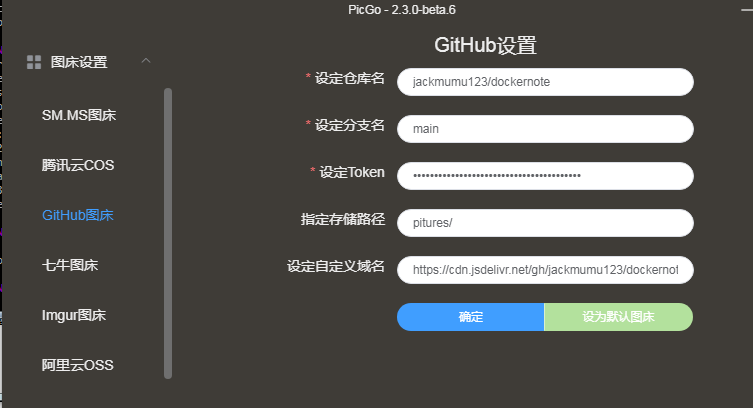 PicGo - 2.3.0-beta.6
图床设置
SM.MS图床
腾讯云COS
GitHub图床
七牛图床
Imgur图床
阿里云OSS
GitHub设置
* 设定仓库名 jackmumu123/dockernote
* 设定分支名 main
* 设定Token ••••••••••••••••••••••••••••••••••••••••
指定存储路径 pitures/
设定自定义域名 https://cdn.jsdelivr.net/gh/jackmumu123/dockernot
确定 设为默认图床